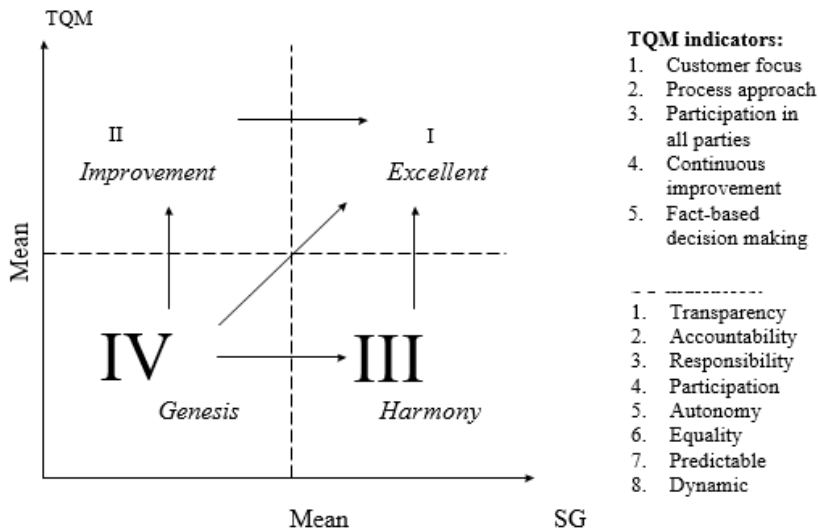 TQM
II
I
Improvement
Excellent
Mean
IV
III
Genesis
Harmony
Mean
SG
TQM indicators:
1. Customer focus
2. Process approach
3. Participation in
all parties
4. Continuous
improvement
5. Fact-based
decision making
1. Transparency
2. Accountability
3. Responsibility
4. Participation
5. Autonomy
6. Equality
7. Predictable
8. Dynamic